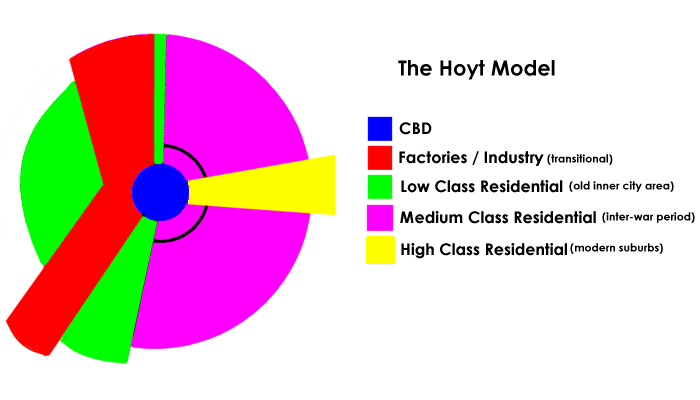 The Hoyt Model
CBD
Factories / Industry (transitional)
Low Class Residential (old inner city area)
Medium Class Residential (inter-war period)
High Class Residential (modern suburbs)